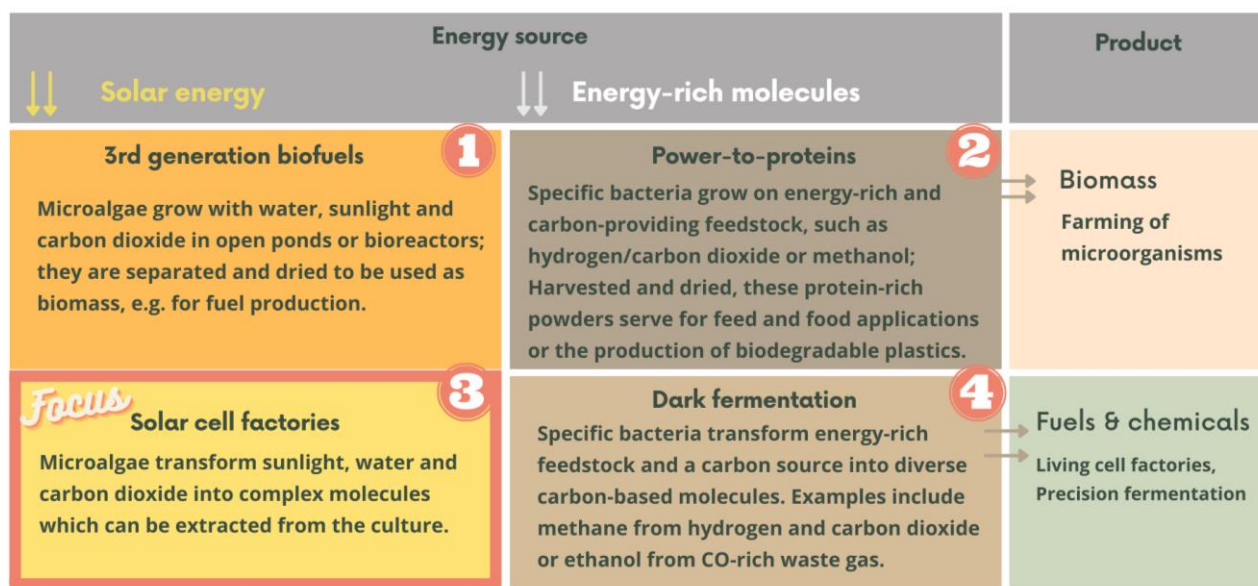 Energy source
Product
Solar energy
Energy-rich molecules
3rd generation biofuels
1
Microalgae grow with water, sunlight and
carbon dioxide in open ponds or bioreactors;
they are separated and dried to be used as
biomass, e.g. for fuel production.
Power-to-proteins
2
Specific bacteria grow on energy-rich and
carbon-providing feedstock, such as
hydrogen/carbon dioxide or methanol;
Harvested and dried, these protein-rich
powders serve for feed and food applications
or the production of biodegradable plastics.
Biomass
Farming of
microorganisms
Focus
3
Solar cell factories
Microalgae transform sunlight, water and
carbon dioxide into complex molecules
which can be extracted from the culture.
Dark fermentation
4
Specific bacteria transform energy-rich
feedstock and a carbon source into diverse
carbon-based molecules. Examples include
methane from hydrogen and carbon dioxide
or ethanol from CO-rich waste gas.
Fuels & chemicals
Living cell factories,
Precision fermentation